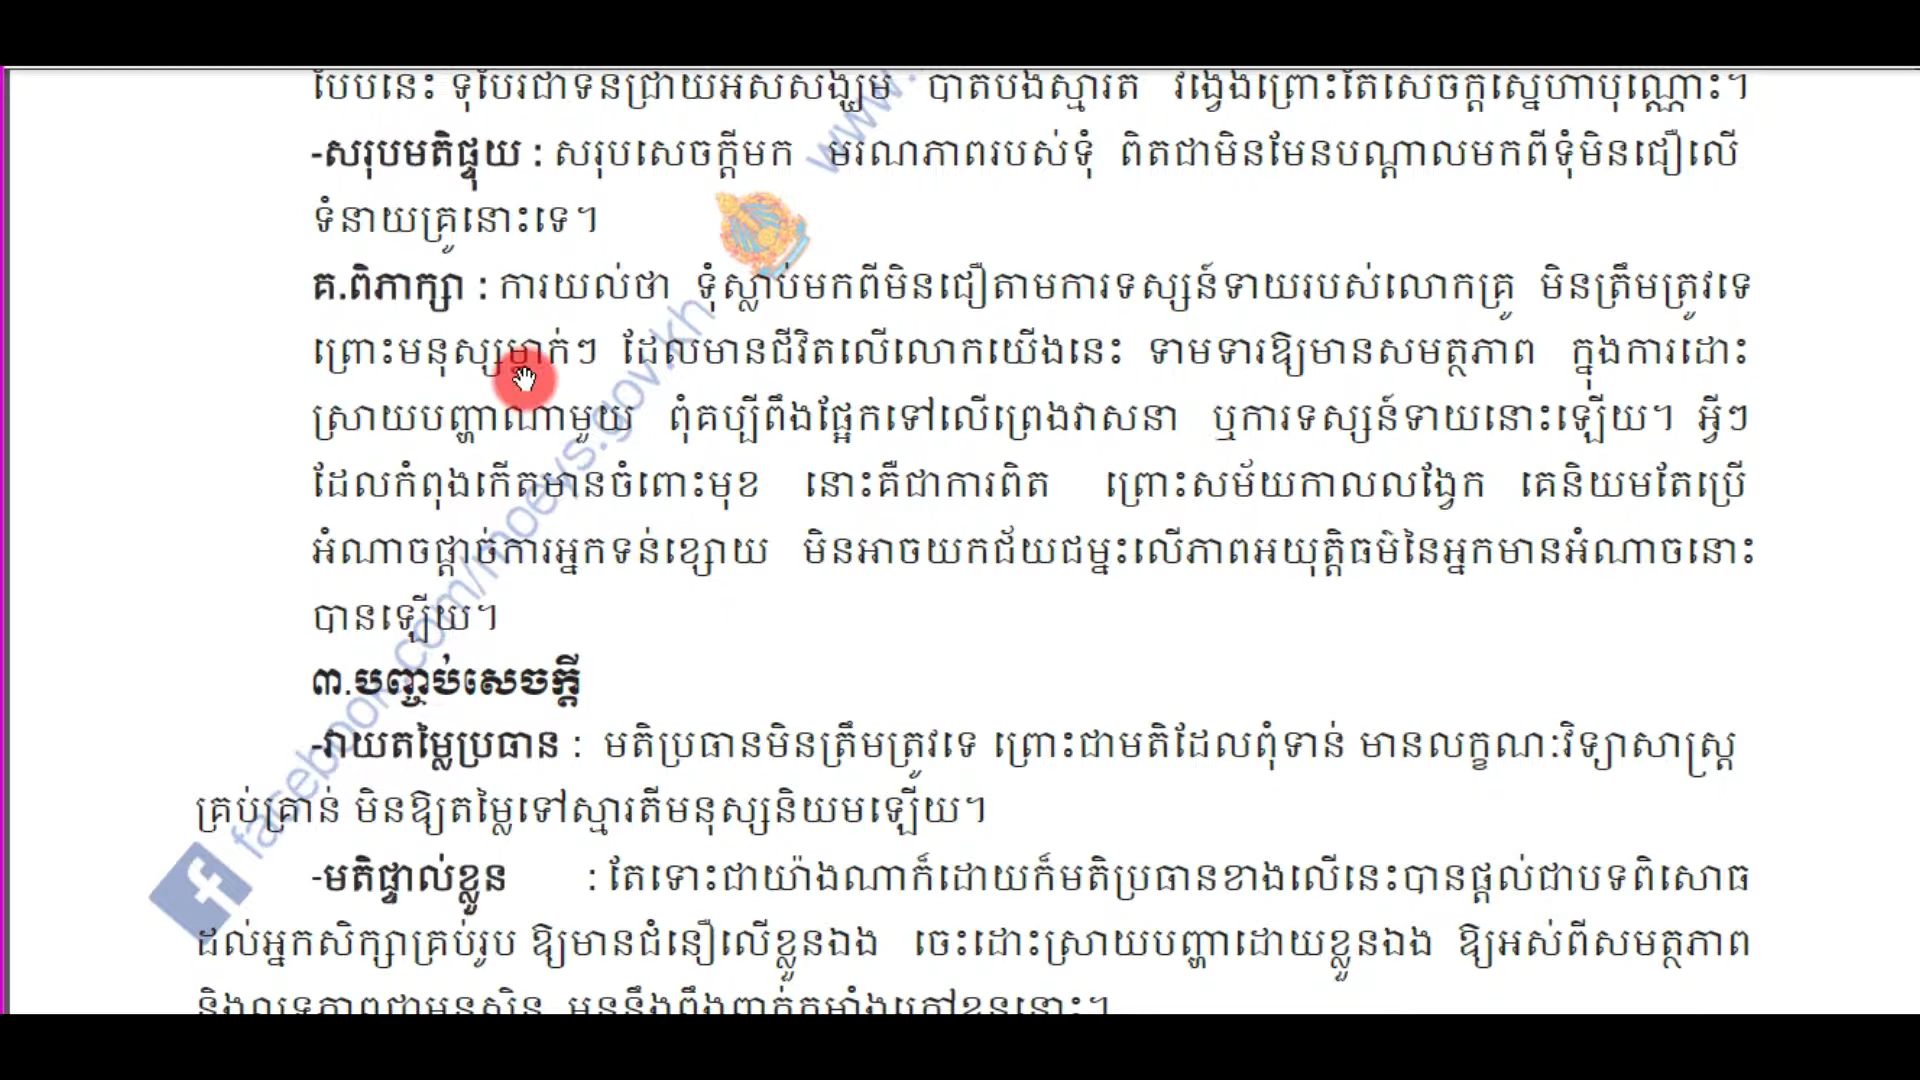 បែបនេះ ទុំបែរជាទន់ជ្រាយអស់សង្ឃឹម បាត់បង់ស្មារតី វង្វេងព្រោះតែសេចក្ដីស្នេហាប៉ុណ្ណោះ។
www.
-សរុបមតិផ្ទុយ : សរុបសេចក្ដីមក មរណភាពរបស់ទុំ ពិតជាមិនមែនបណ្ដាលមកពីទុំមិនជឿលើ
ទំនាយគ្រូនោះទេ។
គ.ពិភាក្សា : ការយល់ថា ទុំស្លាប់មកពីមិនជឿតាមការទស្សន៍ទាយរបស់លោកគ្រូ មិនត្រឹមត្រូវទេ
ព្រោះមនុស្សម្នាក់ៗ ដែលមានជីវិតលើលោកយើងនេះ ទាមទារឱ្យមានសមត្ថភាព ក្នុងការដោះ
ស្រាយបញ្ហាណាមួយ ពុំគប្បីពឹងផ្អែកទៅលើព្រេងវាសនា ឬការទស្សន៍ទាយនោះឡើយ។ អ្វីៗ
ដែលកំពុងកើតមានចំពោះមុខ នោះគឺជាការពិត ព្រោះសម័យកាលលង្វែក គេនិយមតែប្រើ
អំណាចផ្ដាច់ការអ្នកទន់ខ្សោយ មិនអាចយកជ័យជម្នះលើភាពអយុត្តិធម៌នៃអ្នកមានអំណាចនោះ
បានឡើយ។
៣.បញ្ចប់សេចក្ដី
-វាយតម្លៃប្រធាន : មតិប្រធានមិនត្រឹមត្រូវទេ ព្រោះជាមតិដែលពុំទាន់ មានលក្ខណៈវិទ្យាសាស្ត្រ
គ្រប់គ្រាន់ មិនឱ្យតម្លៃទៅស្មារតីមនុស្សនិយមឡើយ។
-មតិផ្ទាល់ខ្លួន : តែទោះជាយ៉ាងណាក៏ដោយក៏មតិប្រធានខាងលើនេះបានផ្ដល់ជាបទពិសោធ
ដល់អ្នកសិក្សាគ្រប់រូប ឱ្យមានជំនឿលើខ្លួនឯង ចេះដោះស្រាយបញ្ហាដោយខ្លួនឯង ឱ្យអស់ពីសមត្ថភាព
facebook.com/moeys.gov.kh